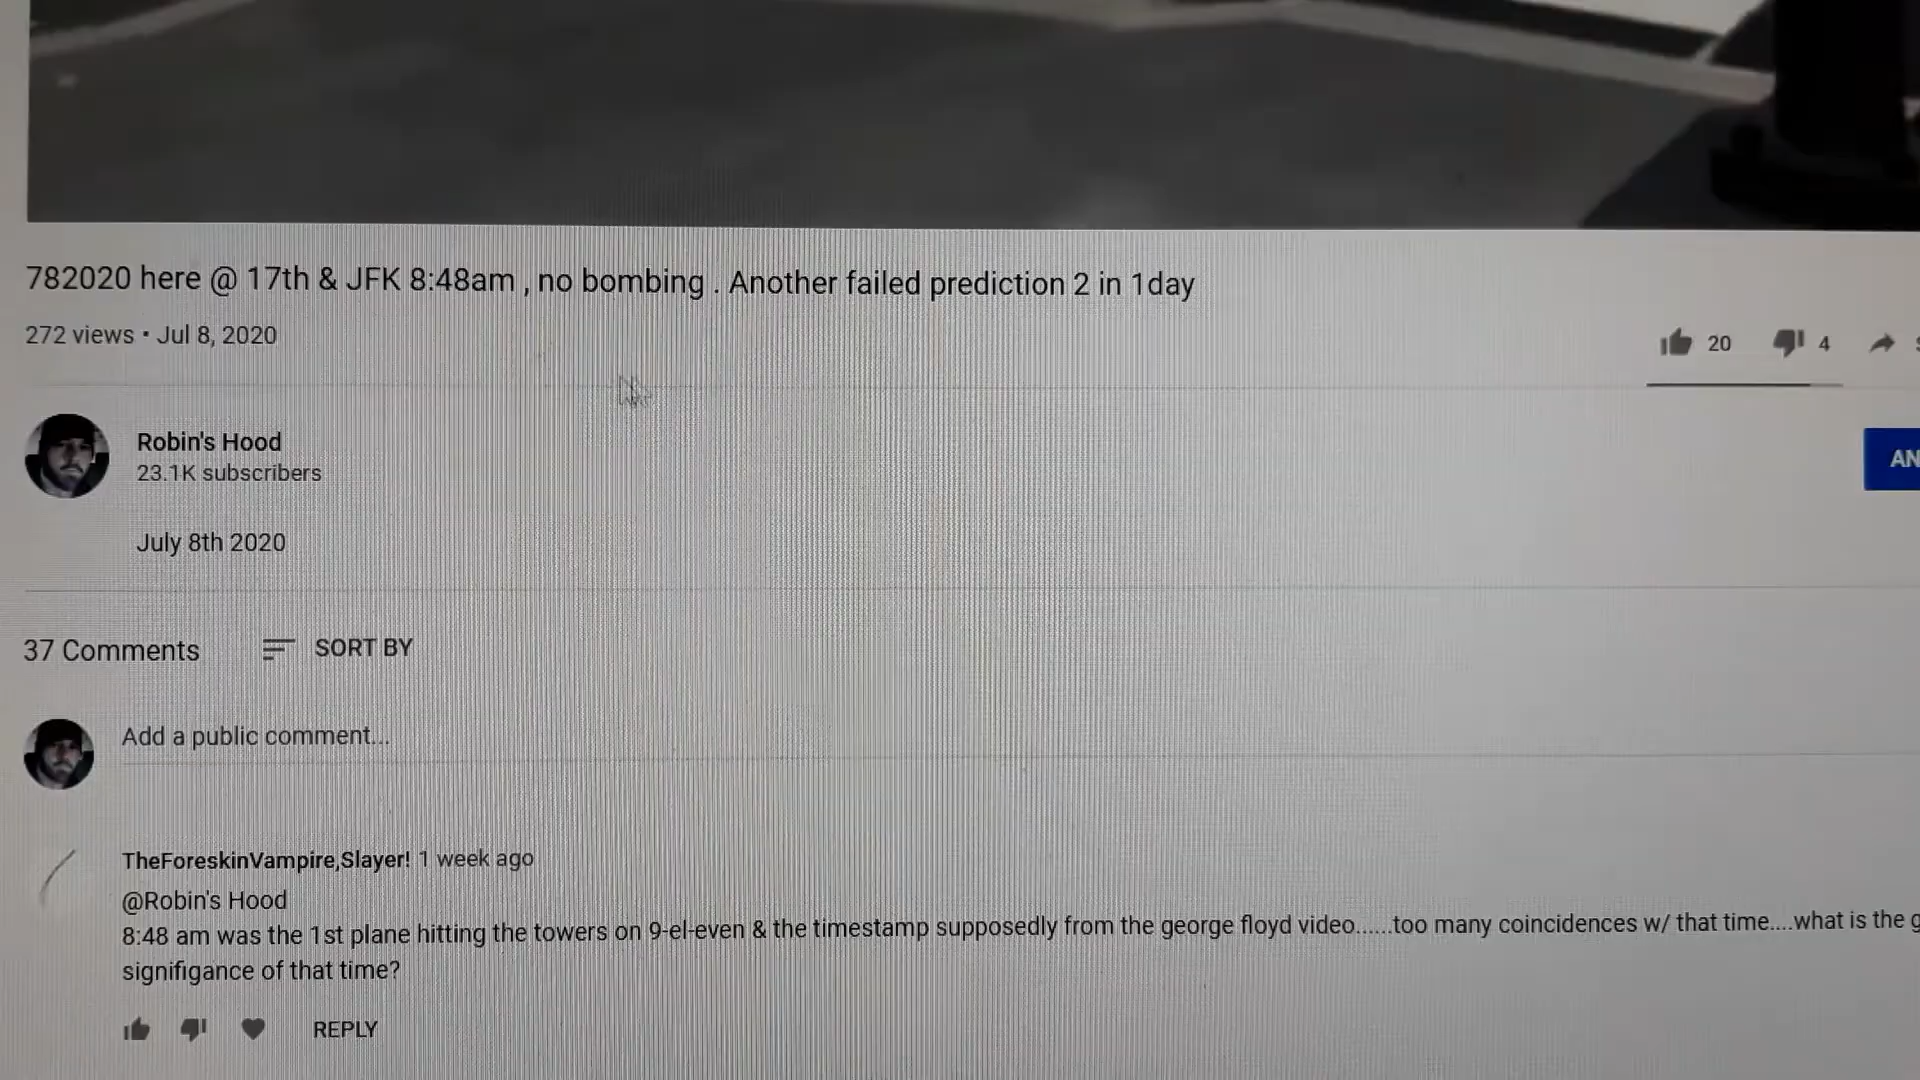 782020 here @ 17th & JFK 8:48am , no bombing . Another failed prediction 2 in 1day
272 views • Jul 8, 2020
20
4
Robin's Hood
23.1K subscribers
AN
July 8th 2020
37 Comments
SORT BY
Add a public comment...
TheForeskinVampire,Slayer! 1 week ago
@Robin's Hood
8:48 am was the 1st plane hitting the towers on 9-el-even & the timestamp supposedly from the george floyd video......too many coincidences w/ that time....what is the g
signifigance of that time?
REPLY